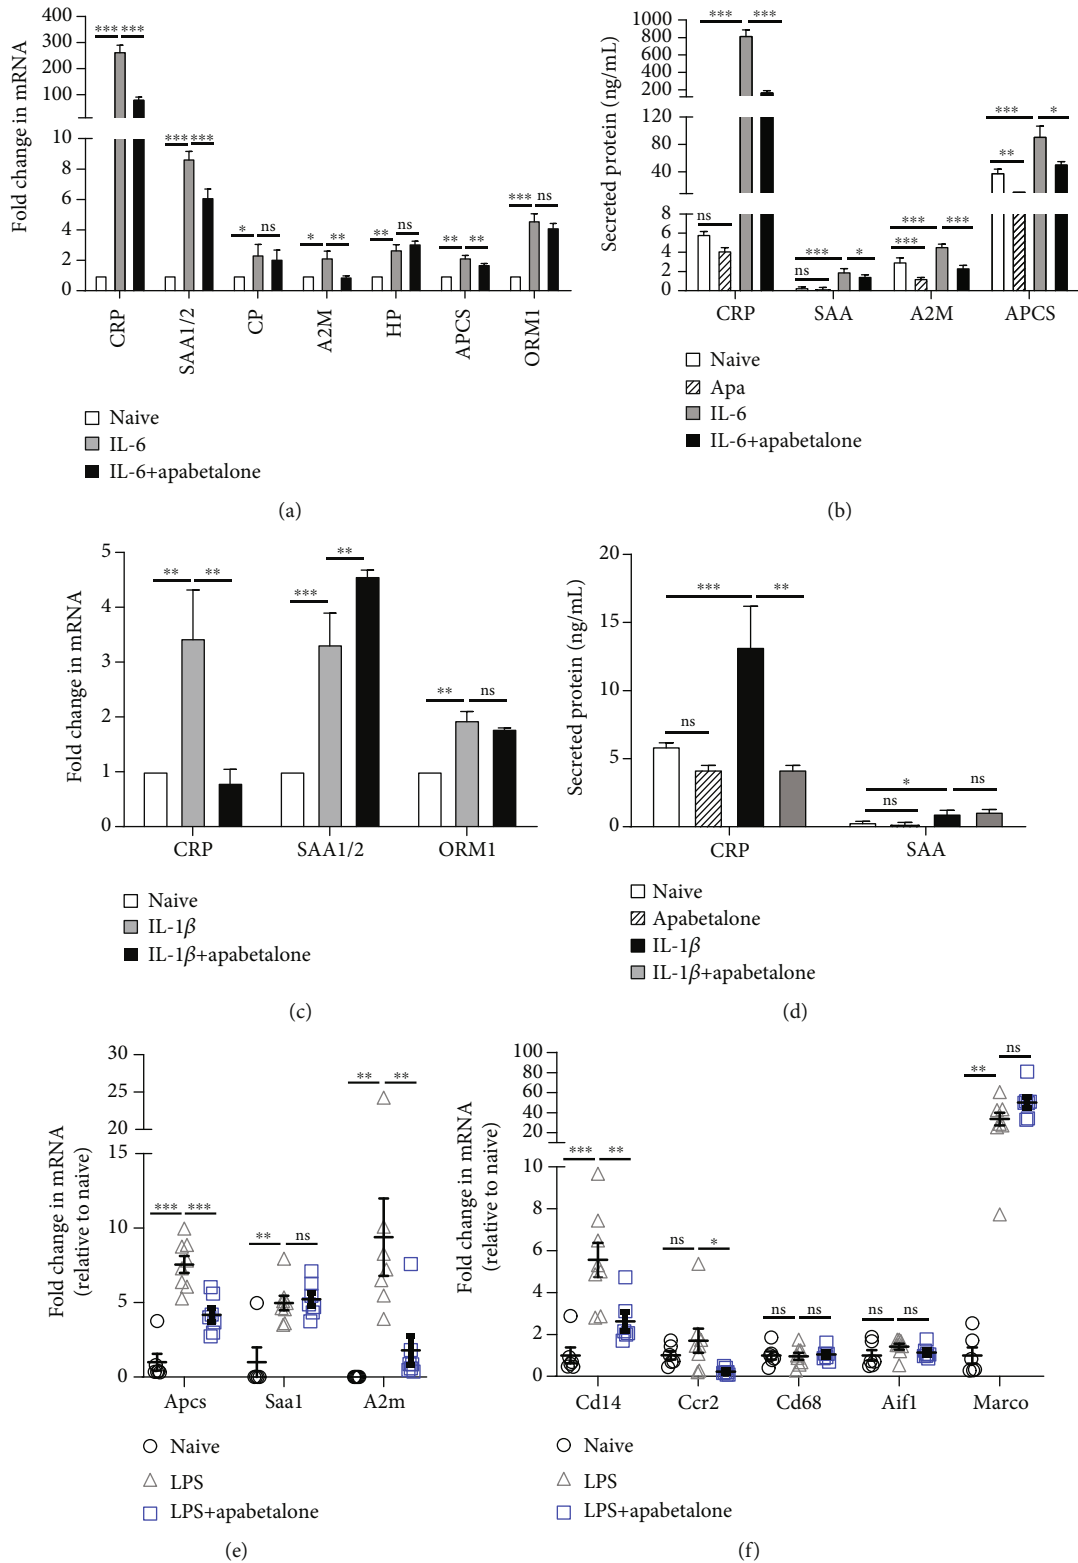 Fold change in mRNA
400
300
200
100
10
8
6
4
2
0
*** ***
*** ***
* ns
* **
** ns
** **
*** ns
CRP
SAA1/2
CP
A2M
HP
APCS
ORM1
Naive
IL-6
IL-6+apabetalone
(a)
Secreted protein (ng/mL)
1000
800
600
400
200
120
40
8
6
4
2
0
*** ***
ns
*** *
ns
*** ***
***
*** *
**
CRP SAA A2M APCS
Naive
Apa
IL-6
IL-6+apabetalone
(b)
Fold change in mRNA
5
4
3
2
1
0
** **
*** **
** ns
CRP SAA1/2 ORM1
Naive
IL-1β
IL-1β+apabetalone
(c)
Secreted protein (ng/mL)
20
15
10
5
0
*** **
ns
* ns
ns
CRP SAA
Naive
Apabetalone
IL-1β
IL-1β+apabetalone
(d)
Fold change in mRNA
(relative to naive)
30
25
20
15
10
5
0
*** ***
** ns
** **
Apcs Saa1 A2m
Naive
LPS
LPS+apabetalone
(e)
Fold change in mRNA
(relative to naive)
100
80
60
40
20
10
8
6
4
2
0
*** **
ns *
ns ns
ns ns
** ns
Cd14 Ccr2 Cd68 Aif1 Marco
Naive
LPS
LPS+apabetalone
(f)